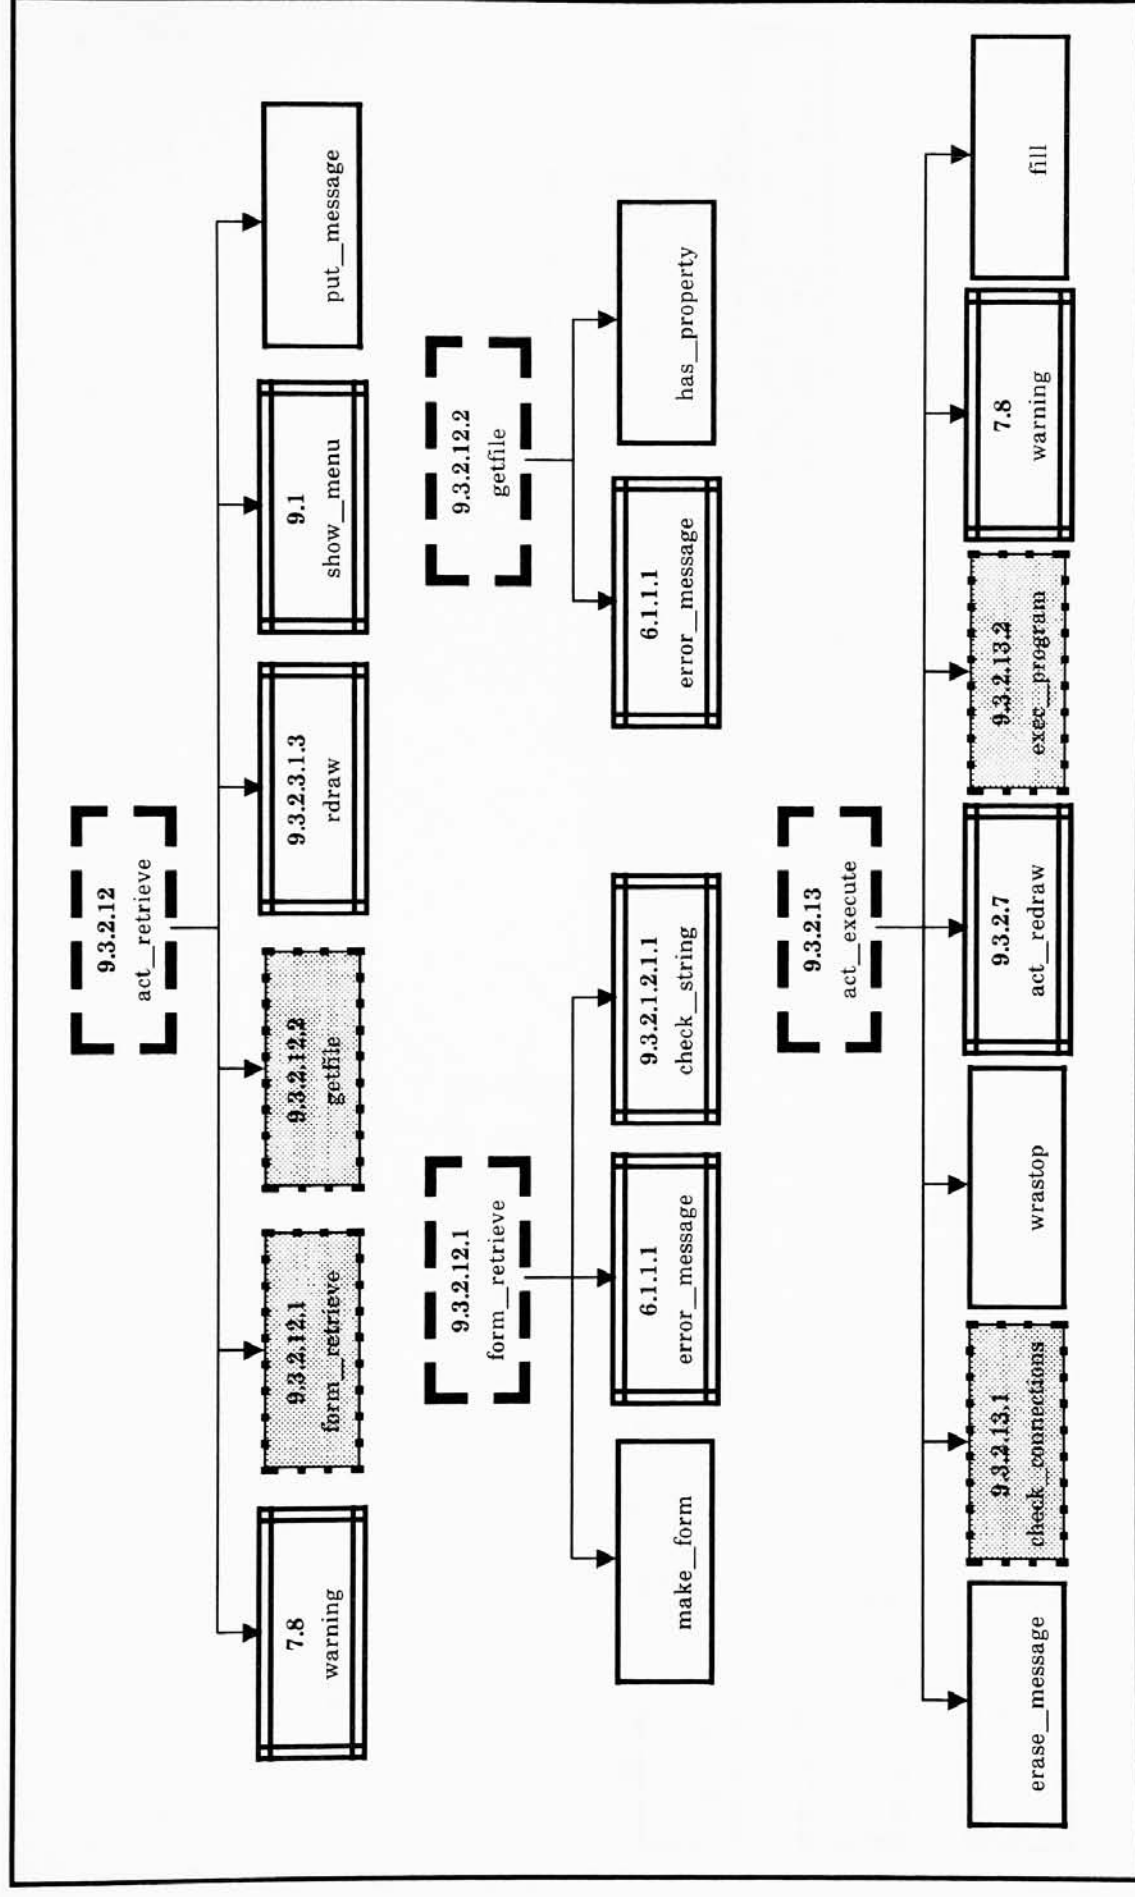 9.3.2.12
act__retrieve
7.8
warning
9.3.2.12.1
form__retrieve
9.3.2.12.2
getfile
9.3.2.3.1.3
rdraw
9.1
show__menu
put__message
9.3.2.12.1
form__retrieve
make__form
6.1.1.1
error__message
9.3.2.1.2.1.1
check__string
9.3.2.12.2
getfile
6.1.1.1
error__message
has__property
9.3.2.13
act__execute
erase__message
9.3.2.13.1
check__connections
wrastop
9.3.2.7
act__redraw
9.3.2.13.2
exec__program
7.8
warning
fill